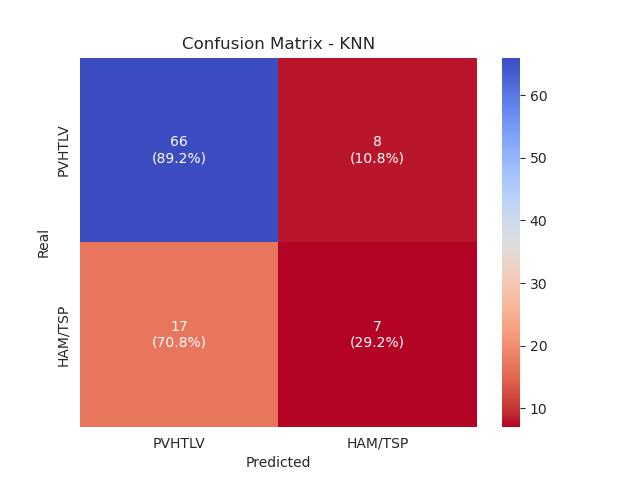 Confusion Matrix - KNN
Real
PVHTLV
66
(89.2%)
8
(10.8%)
HAM/TSP
17
(70.8%)
7
(29.2%)
PVHTLV
HAM/TSP
Predicted
60
50
40
30
20
10